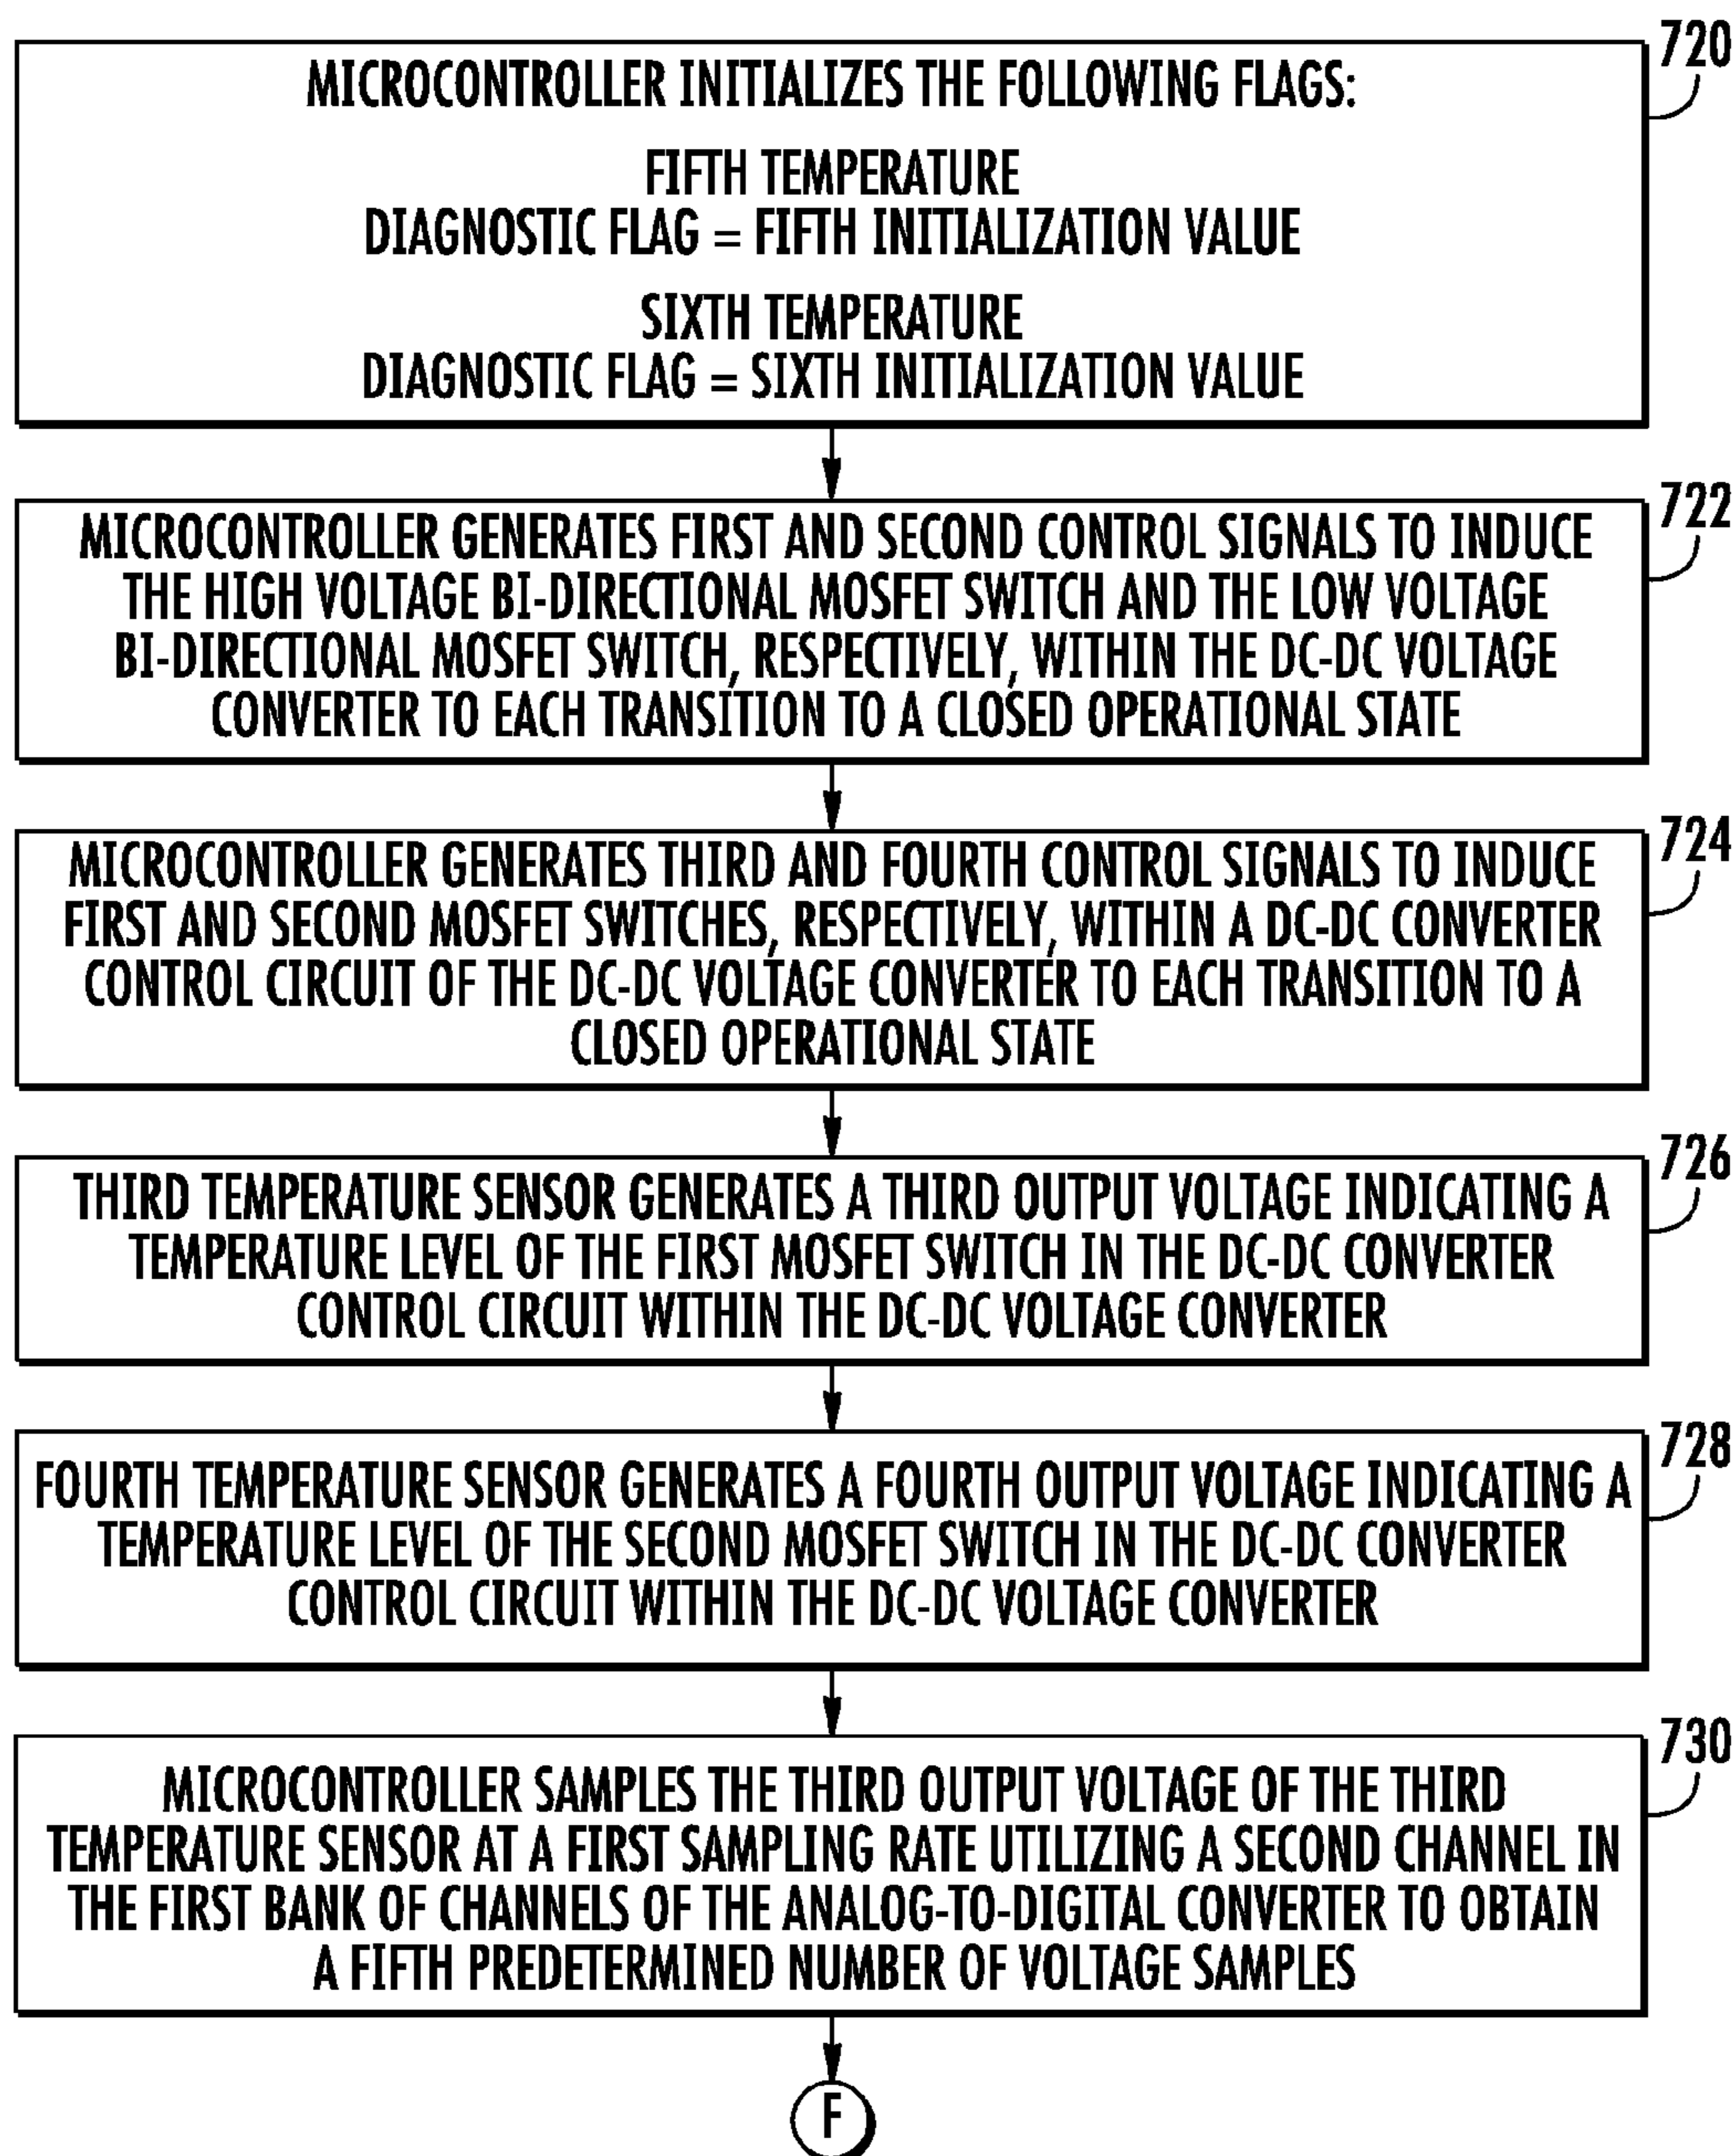 720
MICROCONTROLLER INITIALIZES THE FOLLOWING FLAGS:
FIFTH TEMPERATURE
DIAGNOSTIC FLAG = FIFTH INITIALIZATION VALUE
SIXTH TEMPERATURE
DIAGNOSTIC FLAG = SIXTH INITIALIZATION VALUE
722
MICROCONTROLLER GENERATES FIRST AND SECOND CONTROL SIGNALS TO INDUCE
THE HIGH VOLTAGE BI-DIRECTIONAL MOSFET SWITCH AND THE LOW VOLTAGE
BI-DIRECTIONAL MOSFET SWITCH, RESPECTIVELY, WITHIN THE DC-DC VOLTAGE
CONVERTER TO EACH TRANSITION TO A CLOSED OPERATIONAL STATE
724
MICROCONTROLLER GENERATES THIRD AND FOURTH CONTROL SIGNALS TO INDUCE
FIRST AND SECOND MOSFET SWITCHES, RESPECTIVELY, WITHIN A DC-DC CONVERTER
CONTROL CIRCUIT OF THE DC-DC VOLTAGE CONVERTER TO EACH TRANSITION TO A
CLOSED OPERATIONAL STATE
726
THIRD TEMPERATURE SENSOR GENERATES A THIRD OUTPUT VOLTAGE INDICATING A
TEMPERATURE LEVEL OF THE FIRST MOSFET SWITCH IN THE DC-DC CONVERTER
CONTROL CIRCUIT WITHIN THE DC-DC VOLTAGE CONVERTER
728
FOURTH TEMPERATURE SENSOR GENERATES A FOURTH OUTPUT VOLTAGE INDICATING A
TEMPERATURE LEVEL OF THE SECOND MOSFET SWITCH IN THE DC-DC CONVERTER
CONTROL CIRCUIT WITHIN THE DC-DC VOLTAGE CONVERTER
730
MICROCONTROLLER SAMPLES THE THIRD OUTPUT VOLTAGE OF THE THIRD
TEMPERATURE SENSOR AT A FIRST SAMPLING RATE UTILIZING A SECOND CHANNEL IN
THE FIRST BANK OF CHANNELS OF THE ANALOG-TO-DIGITAL CONVERTER TO OBTAIN
A FIFTH PREDETERMINED NUMBER OF VOLTAGE SAMPLES
F